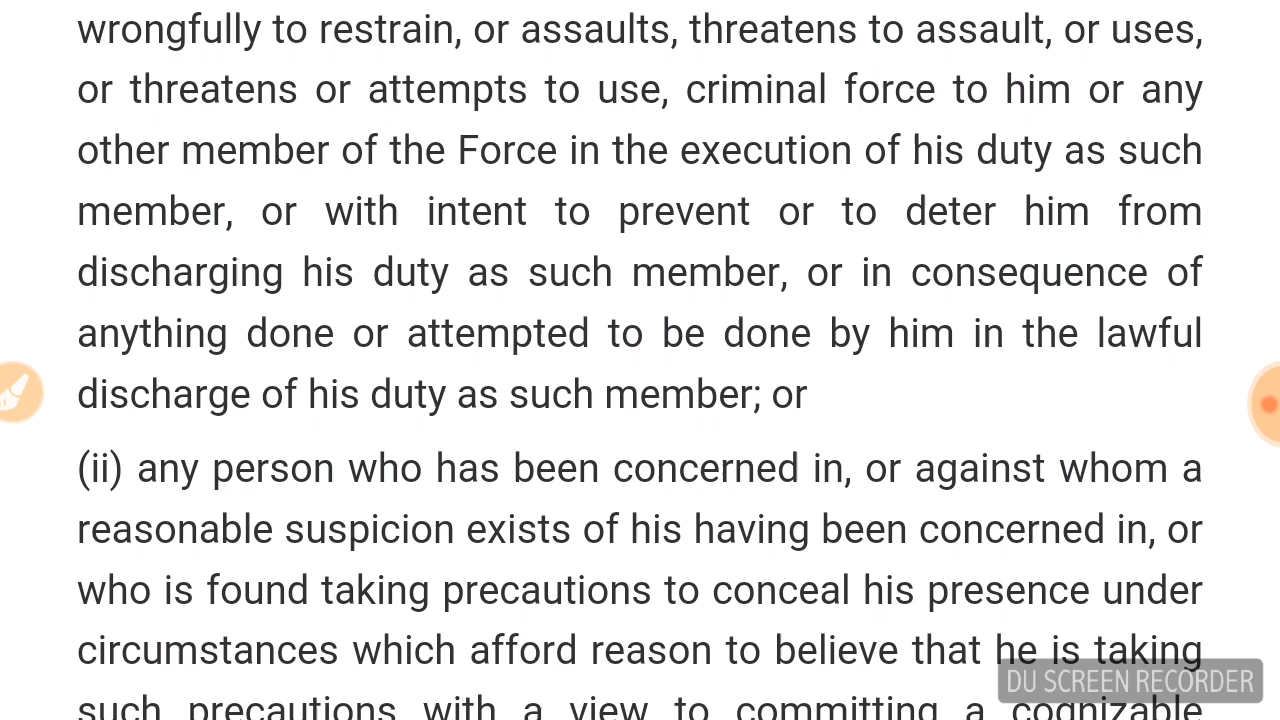 wrongfully to restrain, or assaults, threatens to assault, or uses,
or threatens or attempts to use, criminal force to him or any
other member of the Force in the execution of his duty as such
member, or with intent to prevent or to deter him from
discharging his duty as such member, or in consequence of
anything done or attempted to be done by him in the lawful
discharge of his duty as such member; or
(ii) any person who has been concerned in, or against whom a
reasonable suspicion exists of his having been concerned in, or
who is found taking precautions to conceal his presence under
circumstances which afford reason to believe that he is taking
such precautions with a view to committing a cognizable
DU SCREEN RECORDER